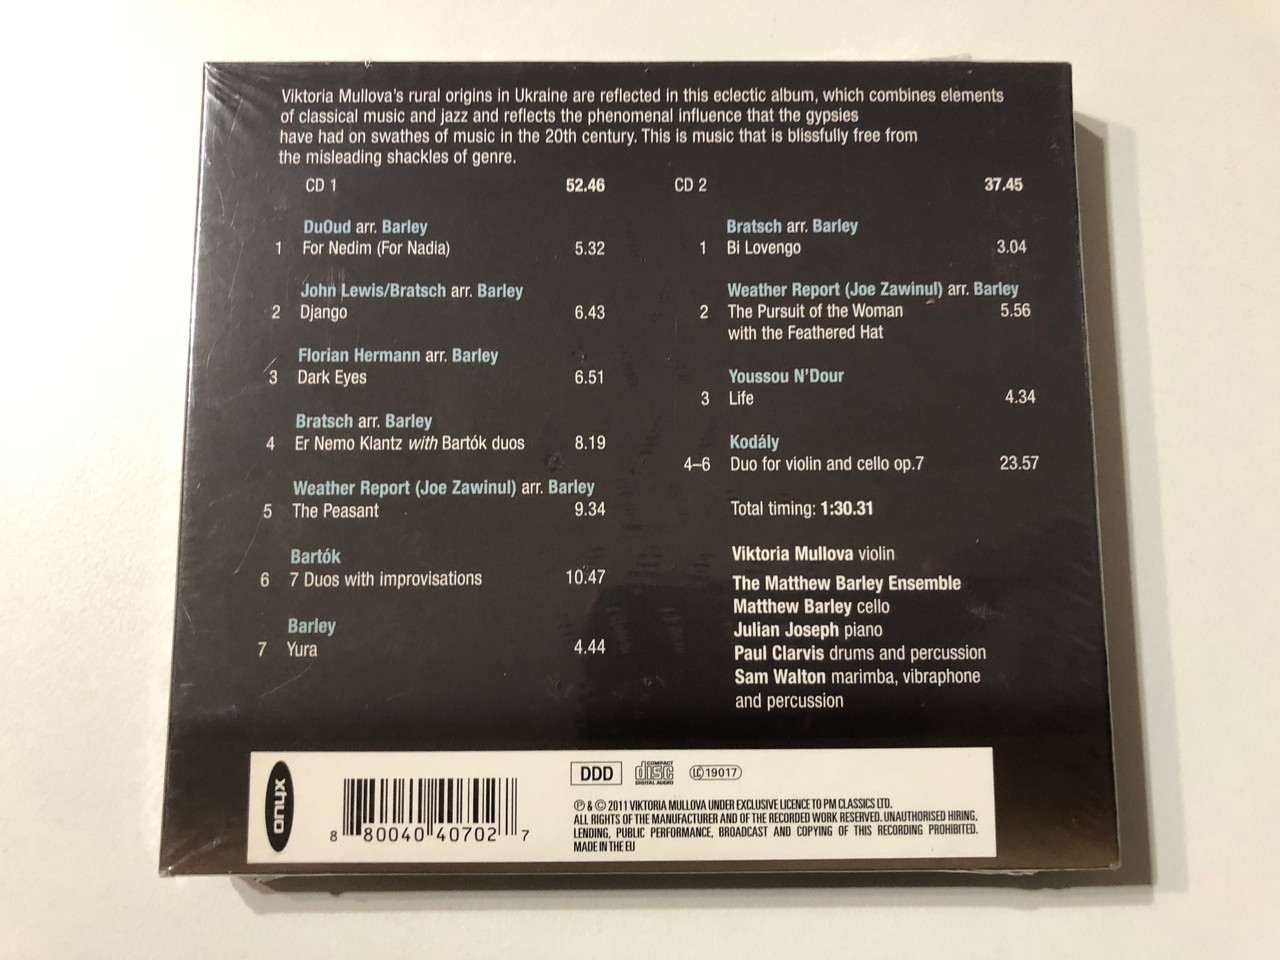 Viktoria Mullova's rural origins in Ukraine are reflected in this eclectic album, which combines elements
of classical music and jazz and reflects the phenomenal influence that the gypsies
have had on swathes of music in the 20th century. This is music that is blissfully free from
the misleading shackles of genre.
CD 1 52.46
DuOud arr. Barley
1 For Nedim (For Nadia) 5.32
John Lewis/Bratsch arr. Barley
2 Django 6.43
Florian Hermann arr. Barley
3 Dark Eyes 6.51
Bratsch arr. Barley
4 Er Nemo Klantz with Bartók duos 8.19
Weather Report (Joe Zawinul) arr. Barley
5 The Peasant 9.34
Bartók
6 7 Duos with improvisations 10.47
Barley
7 Yura 4.44
CD 2 37.45
Bratsch arr. Barley
1 Bi Lovengo 3.04
Weather Report (Joe Zawinul) arr. Barley
2 The Pursuit of the Woman 5.56
with the Feathered Hat
Youssou N'Dour
3 Life 4.34
Kodály
4–6 Duo for violin and cello op.7 23.57
Total timing: 1:30.31
Viktoria Mullova violin
The Matthew Barley Ensemble
Matthew Barley cello
Julian Joseph piano
Paul Clarvis drums and percussion
Sam Walton marimba, vibraphone
and percussion
onyx
8 80040 40702 7
DDD
COMPACT
disc
DIGITAL AUDIO
LC 19017
℗ & © 2011 VIKTORIA MULLOVA UNDER EXCLUSIVE LICENCE TO PM CLASSICS LTD.
ALL RIGHTS OF THE MANUFACTURER AND OF THE RECORDED WORK RESERVED. UNAUTHORISED HIRING,
LENDING, PUBLIC PERFORMANCE, BROADCAST AND COPYING OF THIS RECORDING PROHIBITED.
MADE IN THE EU